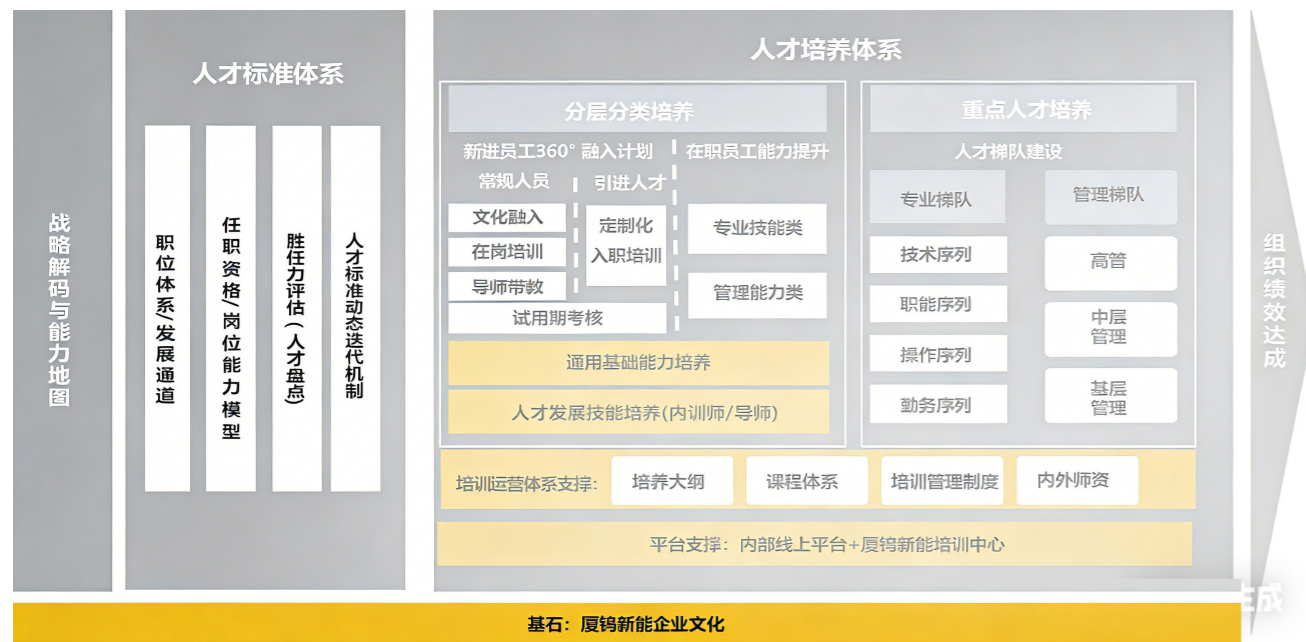 战略解码与能力地图
人才标准体系
职位体系/发展通道
任职资格/岗位能力模型
胜任力评估(人才盘点)
人才标准动态迭代机制
人才培养体系
分层分类培养
新进员工360° 融入计划
在职员工能力提升
常规人员
引进人才
文化融入
在岗培训
导师带教
定制化
入职培训
试用期考核
专业技能类
管理能力类
通用基础能力培养
人才发展技能培养(内训师/导师)
重点人才培养
人才梯队建设
专业梯队
技术序列
职能序列
操作序列
勤务序列
管理梯队
高管
中层
管理
基层
管理
培训运营体系支撑:
培养大纲
课程体系
培训管理制度
内外师资
平台支撑：内部线上平台+厦钨新能培训中心
组织绩效达成
基石：厦钨新能企业文化
成